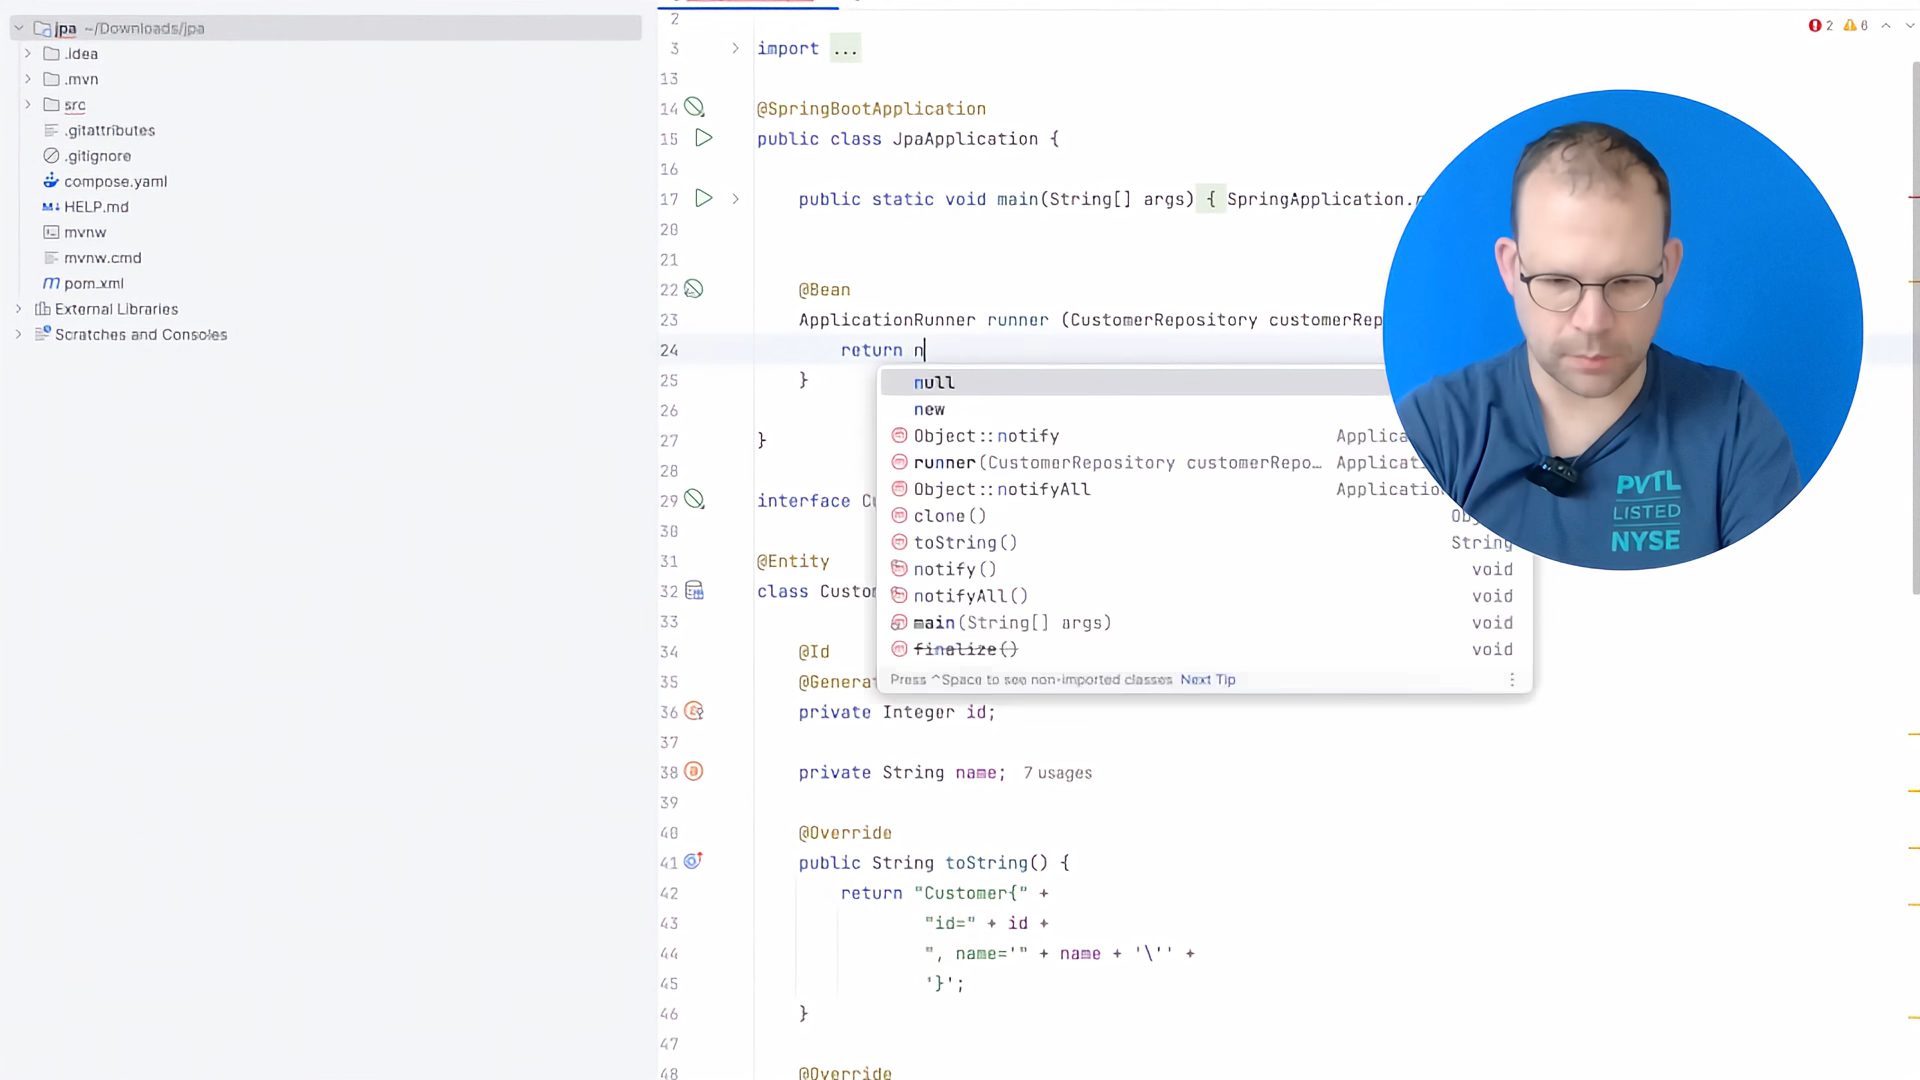 jpa ~/Downloads/jpa
.idea
.mvn
src
.gitattributes
.gitignore
compose.yaml
HELP.md
mvnw
mvnw.cmd
pom.xml
External Libraries
Scratches and Consoles
2 6
2
3 import ...
13
14 @SpringBootApplication
15 public class JpaApplication {
16
17 public static void main(String[] args) { SpringApplication.
20
21
22 @Bean
23 ApplicationRunner runner (CustomerRepository customerRep
24 return n
25 }
26
27 }
28
29 interface Cu
30
31 @Entity
32 class Custom
33
34 @Id
35 @Generat
36 private Integer id;
37
38 private String name; 7 usages
39
40 @Override
41 public String toString() {
42 return "Customer{" +
43 "id=" + id +
44 ", name='" + name + '\'' +
45 '}';
46 }
47
48 @Override
null
new
Object::notify Applica
runner(CustomerRepository customerRepo… Applicati
Object::notifyAll Applicatio
clone() Obj
toString() String
notify() void
notifyAll() void
main(String[] args) void
finalize() void
Press ^Space to see non-imported classes Next Tip
PVTL
LISTED
NYSE